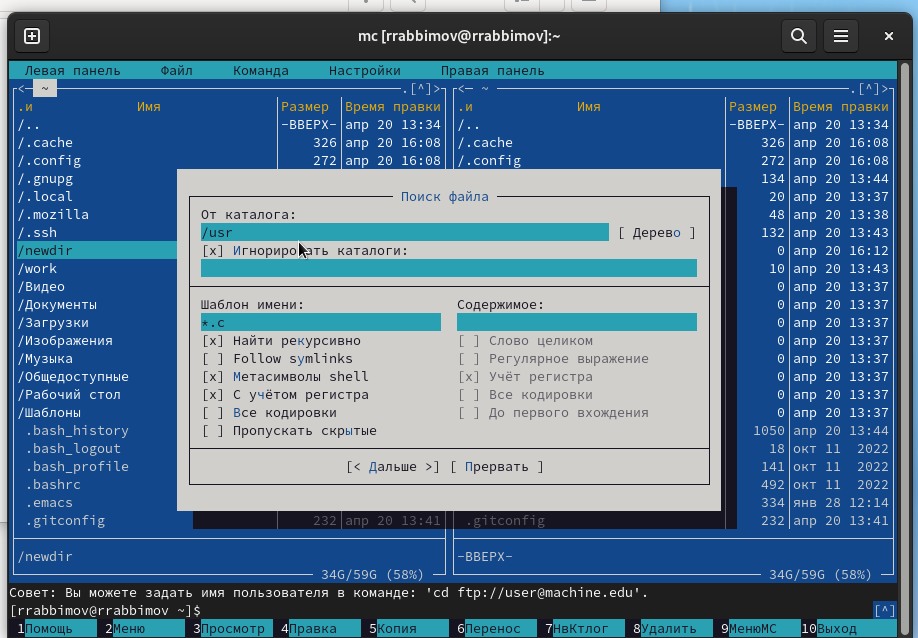 mc [rrabbimov@rrabbimov]:~
Левая панель Файл Команда Настройки Правая панель
<─ ~ .[^]> <─ ~ .[^]>
.и Имя Размер Время правки .и Имя Размер Время правки
/.. -ВВЕРХ- апр 20 13:34 /.. -ВВЕРХ- апр 20 13:34
/.cache 326 апр 20 16:08 /.cache 326 апр 20 16:08
/.config 272 апр 20 16:08 /.config 272 апр 20 16:08
/.gnupg 134 апр 20 13:44
/.local 20 апр 20 13:37
/.mozilla 48 апр 20 13:38
/.ssh 132 апр 20 13:43
/newdir 0 апр 20 16:12
/work 10 апр 20 13:43
/Видео 0 апр 20 13:37
/Документы 0 апр 20 13:37
/Загрузки 0 апр 20 13:37
/Изображения 0 апр 20 13:37
/Музыка 0 апр 20 13:37
/Общедоступные 0 апр 20 13:37
/Рабочий стол 0 апр 20 13:37
/Шаблоны 0 апр 20 13:37
.bash_history 1050 апр 20 13:44
.bash_logout 18 окт 11 2022
.bash_profile 141 окт 11 2022
.bashrc 492 окт 11 2022
.emacs 334 янв 28 12:14
.gitconfig 232 апр 20 13:41 .gitconfig 232 апр 20 13:41
Поиск файла
От каталога:
/usr [ Дерево ]
[x] Игнорировать каталоги:
Шаблон имени: Содержимое:
*.c
[x] Найти рекурсивно [ ] Слово целиком
[ ] Follow symlinks [ ] Регулярное выражение
[x] Метасимволы shell [x] Учёт регистра
[x] С учётом регистра [ ] Все кодировки
[ ] Все кодировки [ ] До первого вхождения
[ ] Пропускать скрытые
[< Дальше >] [ Прервать ]
/newdir -ВВЕРХ-
34G/59G (58%) 34G/59G (58%)
Совет: Вы можете задать имя пользователя в команде: 'cd ftp://user@machine.edu'.
[rrabbimov@rrabbimov ~]$ [^]
1Помощь 2Меню 3Просмотр 4Правка 5Копия 6Перенос 7НвКтлог 8Удалить 9МенюМС 10Выход